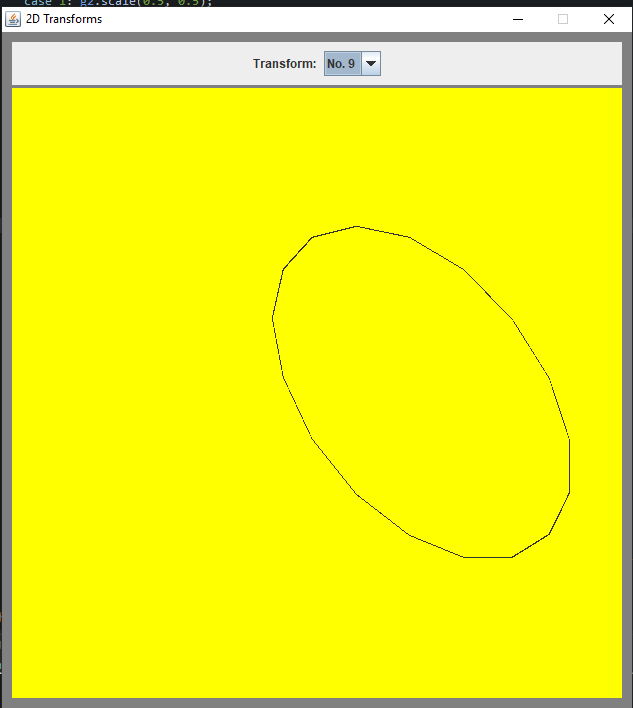 case 1: g2.scale(0.5, 0.5);
2D Transforms
Transform: No. 9